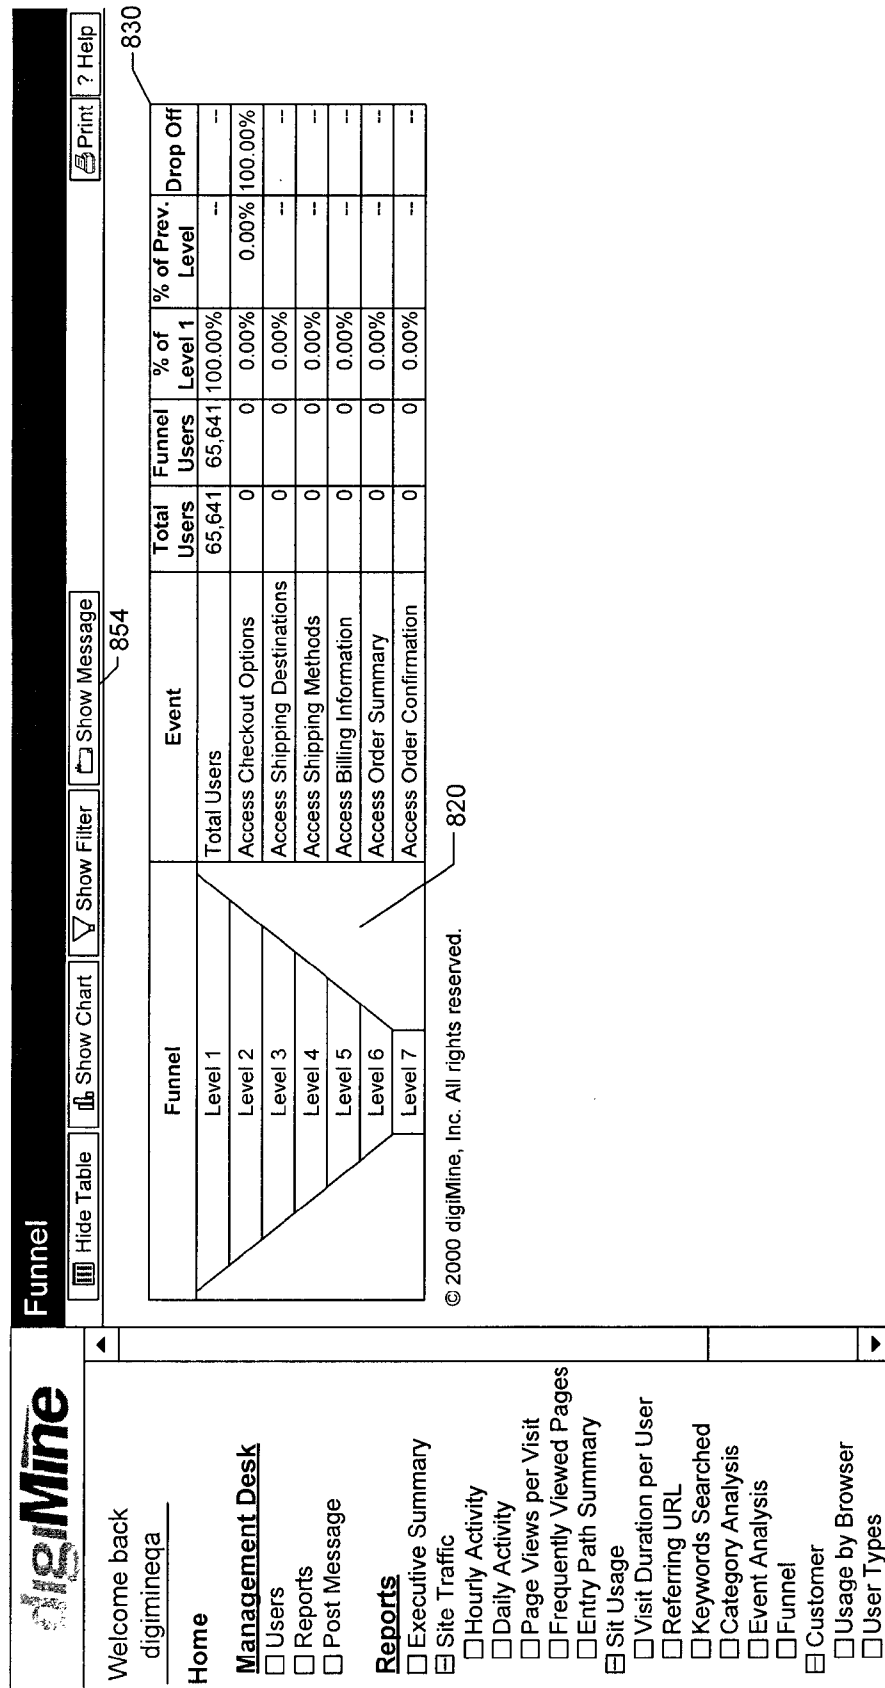 digiMine
Funnel
Hide Table Show Chart Show Filter Show Message Print ? Help
854
830
Welcome back
digimineqa
Home
Management Desk
Users
Reports
Post Message
Reports
Executive Summary
Site Traffic
Hourly Activity
Daily Activity
Page Views per Visit
Frequently Viewed Pages
Entry Path Summary
Sit Usage
Visit Duration per User
Referring URL
Keywords Searched
Category Analysis
Event Analysis
Funnel
Customer
Usage by Browser
User Types
Funnel Event Total Users Funnel Users % of Level 1 % of Prev. Level Drop Off
Level 1 Total Users 65,641 65,641 100.00% -- --
Level 2 Access Checkout Options 0 0 0.00% 0.00% 100.00%
Level 3 Access Shipping Destinations 0 0 0.00% -- --
Level 4 Access Shipping Methods 0 0 0.00% -- --
Level 5 Access Billing Information 0 0 0.00% -- --
Level 6 Access Order Summary 0 0 0.00% -- --
Level 7 Access Order Confirmation 0 0 0.00% -- --
820
© 2000 digiMine, Inc. All rights reserved.